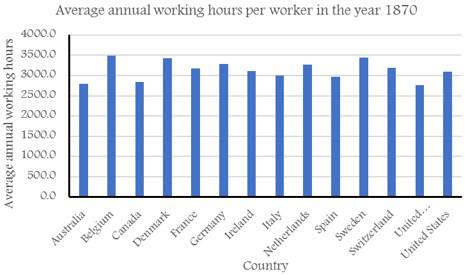 Average annual working hours per worker in the year 1870
Average annual working hours
4000.0
3500.0
3000.0
2500.0
2000.0
1500.0
1000.0
500.0
0.0
Australia
Belgium
Canada
Denmark
France
Germany
Ireland
Italy
Netherlands
Spain
Sweden
Switzerland
United…
United States
Country